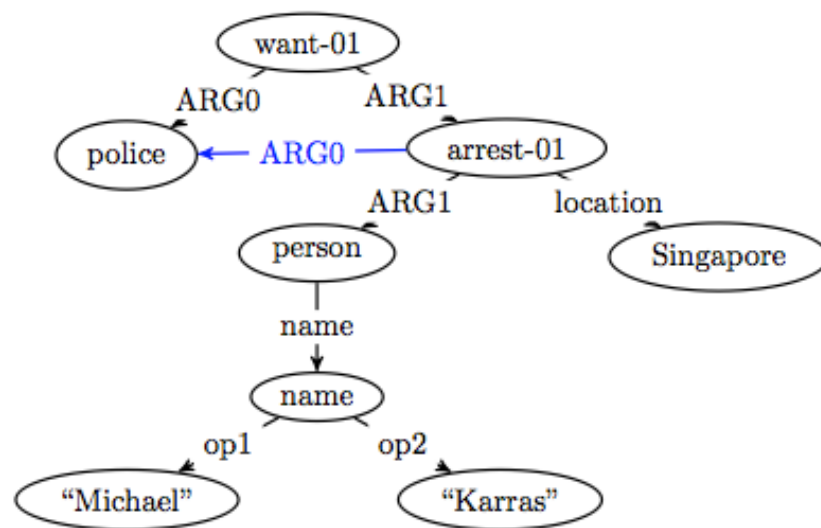 want-01
ARG0 ARG1
police ARG0 arrest-01
ARG1 location
person Singapore
name
name
op1 op2
“Michael” “Karras”